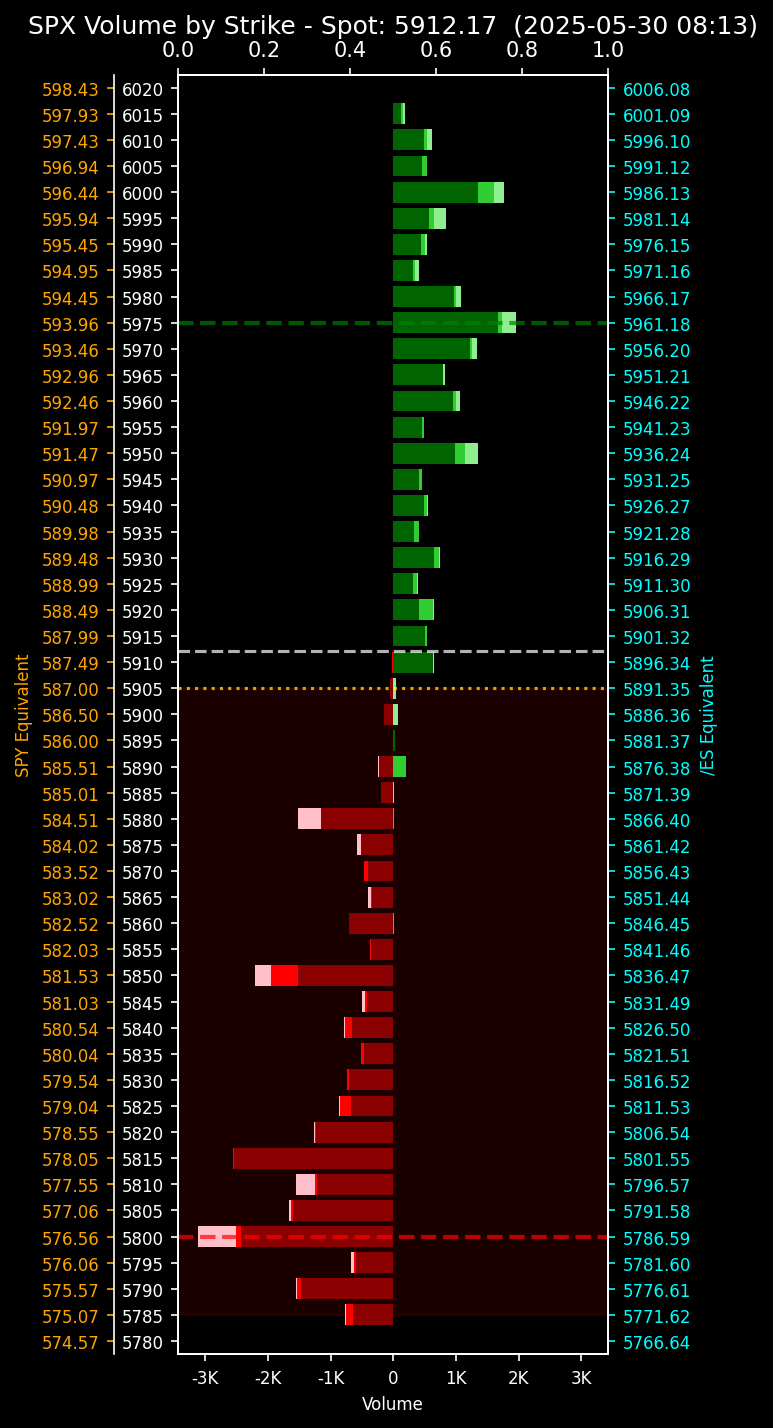 SPX Volume by Strike - Spot: 5912.17 (2025-05-30 08:13)
0.0 0.2 0.4 0.6 0.8 1.0
598.43 6020 6006.08
597.93 6015 6001.09
597.43 6010 5996.10
596.94 6005 5991.12
596.44 6000 5986.13
595.94 5995 5981.14
595.45 5990 5976.15
594.95 5985 5971.16
594.45 5980 5966.17
593.96 5975 5961.18
593.46 5970 5956.20
592.96 5965 5951.21
592.46 5960 5946.22
591.97 5955 5941.23
591.47 5950 5936.24
590.97 5945 5931.25
590.48 5940 5926.27
589.98 5935 5921.28
589.48 5930 5916.29
588.99 5925 5911.30
588.49 5920 5906.31
587.99 5915 5901.32
587.49 5910 5896.34
587.00 5905 5891.35
586.50 5900 5886.36
586.00 5895 5881.37
585.51 5890 5876.38
585.01 5885 5871.39
584.51 5880 5866.40
584.02 5875 5861.42
583.52 5870 5856.43
583.02 5865 5851.44
582.52 5860 5846.45
582.03 5855 5841.46
581.53 5850 5836.47
581.03 5845 5831.49
580.54 5840 5826.50
580.04 5835 5821.51
579.54 5830 5816.52
579.04 5825 5811.53
578.55 5820 5806.54
578.05 5815 5801.55
577.55 5810 5796.57
577.06 5805 5791.58
576.56 5800 5786.59
576.06 5795 5781.60
575.57 5790 5776.61
575.07 5785 5771.62
574.57 5780 5766.64
SPY Equivalent
/ES Equivalent
-3K -2K -1K 0 1K 2K 3K
Volume